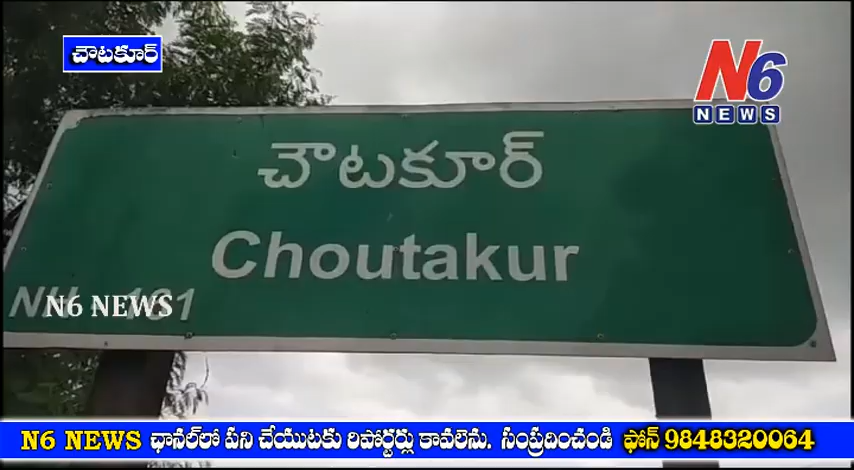 చౌటకూర్
N6
NEWS
చౌటకూర్
Choutakur
N6 NEWS
N6 NEWS ఛానల్‌లో పని చేయుటకు రిపోర్టర్లు కావలెను. సంప్రదించండి ఫోన్ 9848320064